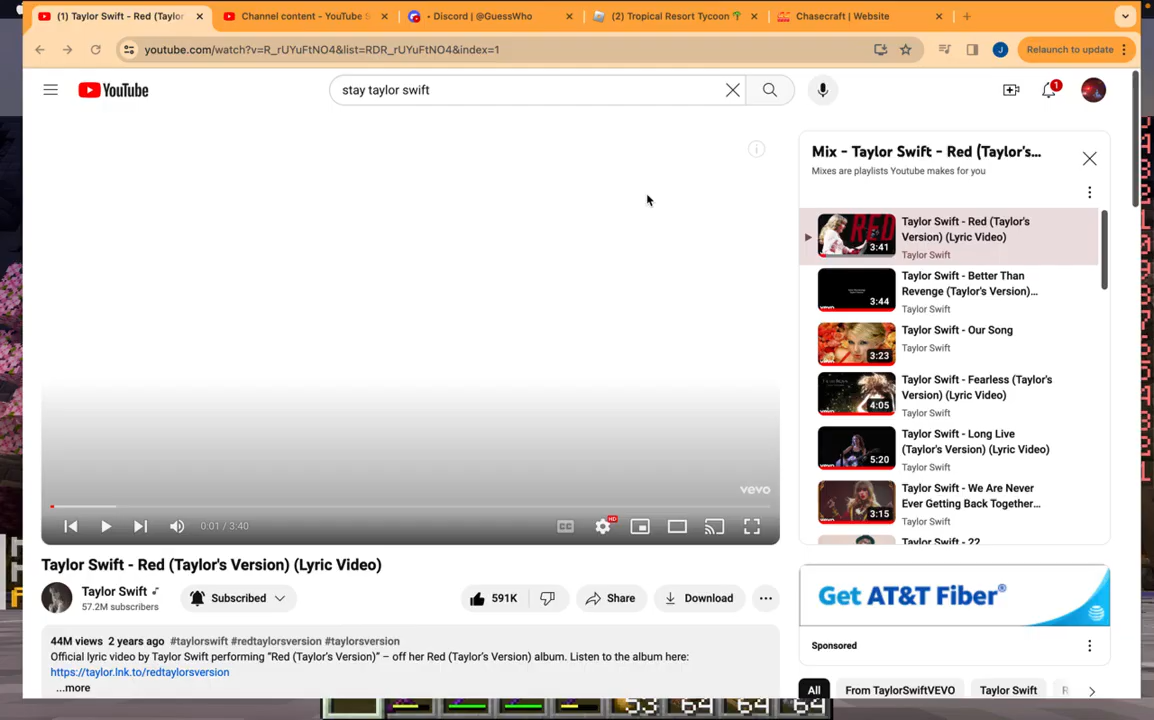 (1) Taylor Swift - Red (Taylor
Channel content - YouTube S
• Discord | @GuessWho
(2) Tropical Resort Tycoon
Chasecraft | Website
youtube.com/watch?v=R_rUYuFtNO4&list=RDR_rUYuFtNO4&index=1
J
Relaunch to update
YouTube
stay taylor swift
1
Mix - Taylor Swift - Red (Taylor's...
Mixes are playlists Youtube makes for you
RED
3:41
Taylor Swift - Red (Taylor's
Version) (Lyric Video)
Taylor Swift
3:44
Taylor Swift - Better Than
Revenge (Taylor's Version)...
Taylor Swift
3:23
Taylor Swift - Our Song
Taylor Swift
4:05
Taylor Swift - Fearless (Taylor's
Version) (Lyric Video)
Taylor Swift
5:20
Taylor Swift - Long Live
(Taylor's Version) (Lyric Video)
Taylor Swift
3:15
Taylor Swift - We Are Never
Ever Getting Back Together...
Taylor Swift
Taylor Swift - 22
vevo
0:01 / 3:40
CC
HD
Taylor Swift - Red (Taylor's Version) (Lyric Video)
Taylor Swift
57.2M subscribers
Subscribed
591K
Share
Download
44M views 2 years ago #taylorswift #redtaylorsversion #taylorsversion
Official lyric video by Taylor Swift performing "Red (Taylor's Version)" – off her Red (Taylor's Version) album. Listen to the album here:
https://taylor.lnk.to/redtaylorsversion
...more
Get AT&T Fiber®
AT&T
Sponsored
All
From TaylorSwiftVEVO
Taylor Swift
R
53 64 64 64